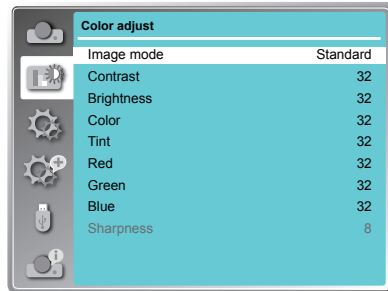 Color adjust
Image mode Standard
Contrast 32
Brightness 32
Color 32
Tint 32
Red 32
Green 32
Blue 32
Sharpness 8